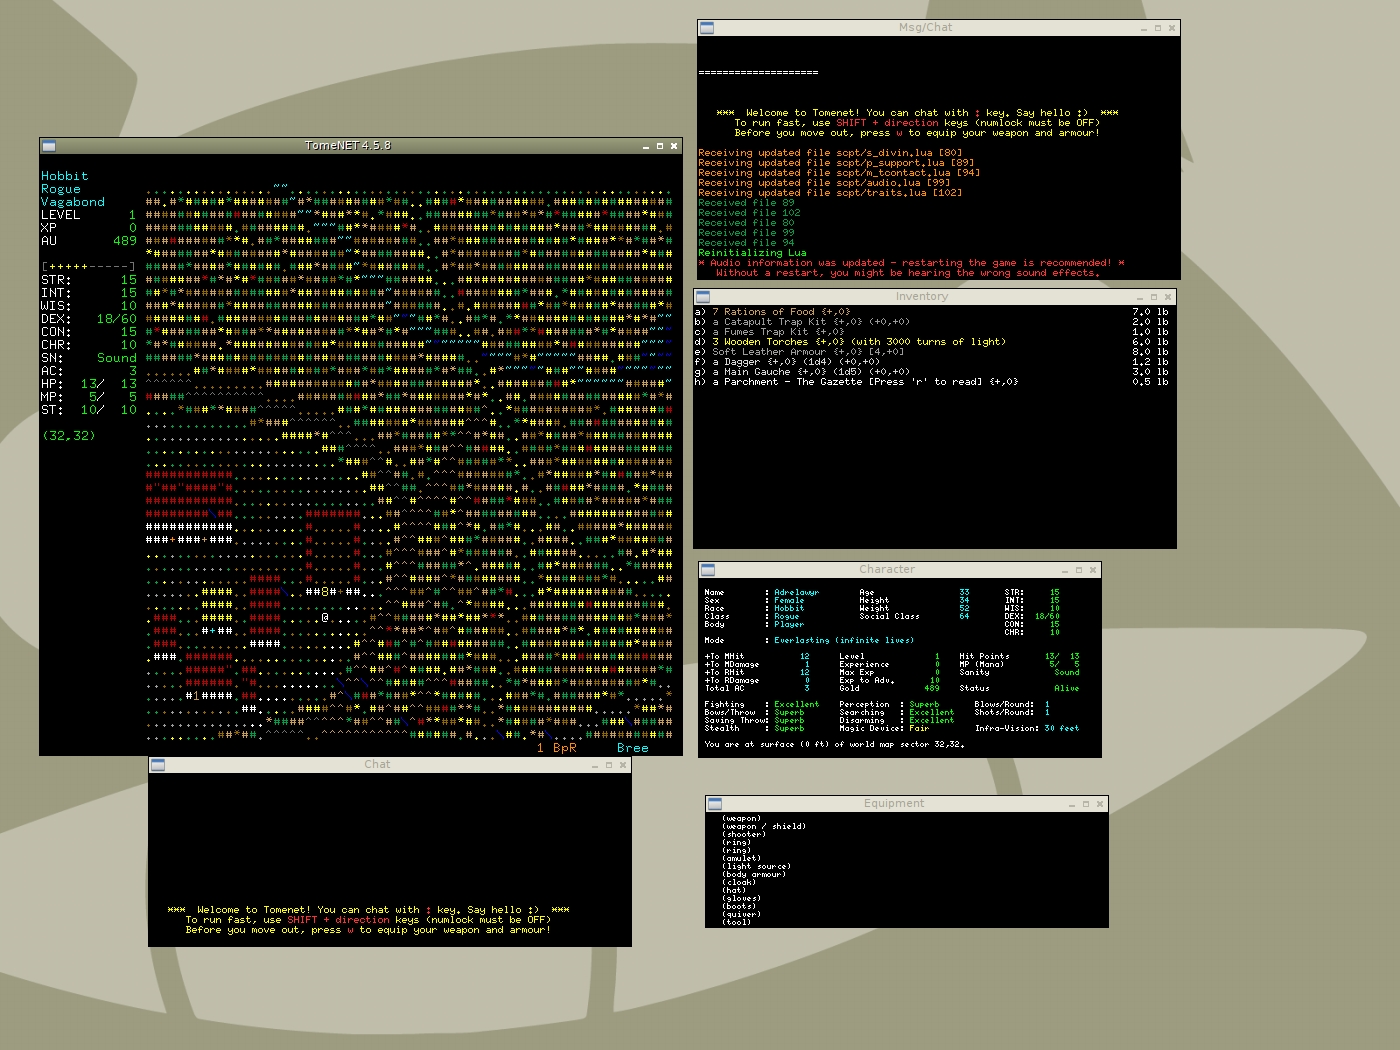 TomeNET 4.5.8
Hobbit
Rogue
Vagabond
LEVEL 1
XP 0
AU 489
[+++++-----]
STR: 15
INT: 15
WIS: 10
DEX: 18/60
CON: 15
CHR: 10
SN: Sound
AC: 3
HP: 13/ 13
MP: 5/ 5
ST: 10/ 10
(32,32)
1 BpR Bree
Msg/Chat
====================
*** Welcome to Tomenet! You can chat with : key. Say hello :) ***
To run fast, use SHIFT + direction keys (numlock must be OFF)
Before you move out, press w to equip your weapon and armour!
Receiving updated file scpt/s_divin.lua [80]
Receiving updated file scpt/p_support.lua [89]
Receiving updated file scpt/m_tcontact.lua [94]
Receiving updated file scpt/audio.lua [99]
Receiving updated file scpt/traits.lua [102]
Received file 89
Received file 102
Received file 80
Received file 99
Received file 94
Reinitializing Lua
* Audio information was updated - restarting the game is recommended! *
Without a restart, you might be hearing the wrong sound effects.
Inventory
a) 7 Rations of Food {+,0} 7.0 lb
b) a Catapult Trap Kit {+,0} (+0,+0) 2.0 lb
c) a Fumes Trap Kit {+,0} 1.0 lb
d) 3 Wooden Torches {+,0} (with 3000 turns of light) 6.0 lb
e) Soft Leather Armour {+,0} [4,+0] 8.0 lb
f) a Dagger {+,0} (1d4) (+0,+0) 1.2 lb
g) a Main Gauche {+,0} (1d5) (+0,+0) 3.0 lb
h) a Parchment - The Gazette [Press 'r' to read] {+,0} 0.5 lb
Character
Name : Adrelawyr Age 33 STR: 15
Sex : Female Height 34 INT: 15
Race : Hobbit Weight 52 WIS: 10
Class : Rogue Social Class 64 DEX: 18/60
Body : Player CON: 15
CHR: 10
Mode : Everlasting (infinite lives)
+To MHit 12 Level 1 Hit Points 13/ 13
+To MDamage 1 Experience 0 MP (Mana) 5/ 5
+To RHit 12 Max Exp 0 Sanity Sound
+To RDamage 0 Exp to Adv. 10
Total AC 3 Gold 489 Status Alive
Fighting : Excellent Perception : Superb Blows/Round: 1
Bows/Throw : Superb Searching : Excellent Shots/Round: 1
Saving Throw: Superb Disarming : Excellent
Stealth : Superb Magic Device: Fair Infra-Vision: 30 feet
You are at surface (0 ft) of world map sector 32,32.
Chat
*** Welcome to Tomenet! You can chat with : key. Say hello :) ***
To run fast, use SHIFT + direction keys (numlock must be OFF)
Before you move out, press w to equip your weapon and armour!
Equipment
(weapon)
(weapon / shield)
(shooter)
(ring)
(ring)
(amulet)
(light source)
(body armour)
(cloak)
(hat)
(gloves)
(boots)
(quiver)
(tool)